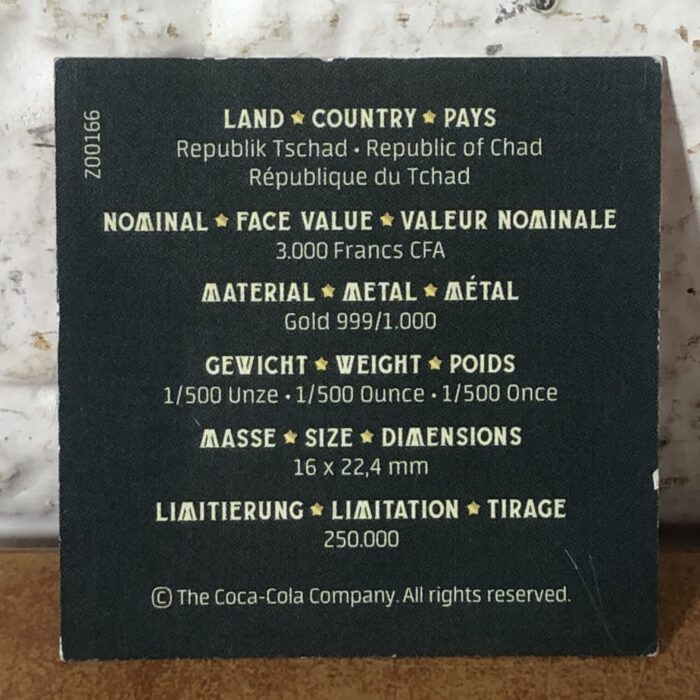 Z00166
LAND ★ COUNTRY ★ PAYS
Republik Tschad • Republic of Chad
République du Tchad
NOMINAL ★ FACE VALUE ★ VALEUR NOMINALE
3.000 Francs CFA
MATERIAL ★ METAL ★ MÉTAL
Gold 999/1.000
GEWICHT ★ WEIGHT ★ POIDS
1/500 Unze • 1/500 Ounce • 1/500 Once
MASSE ★ SIZE ★ DIMENSIONS
16 x 22,4 mm
LIMITIERUNG ★ LIMITATION ★ TIRAGE
250.000
© The Coca-Cola Company. All rights reserved.